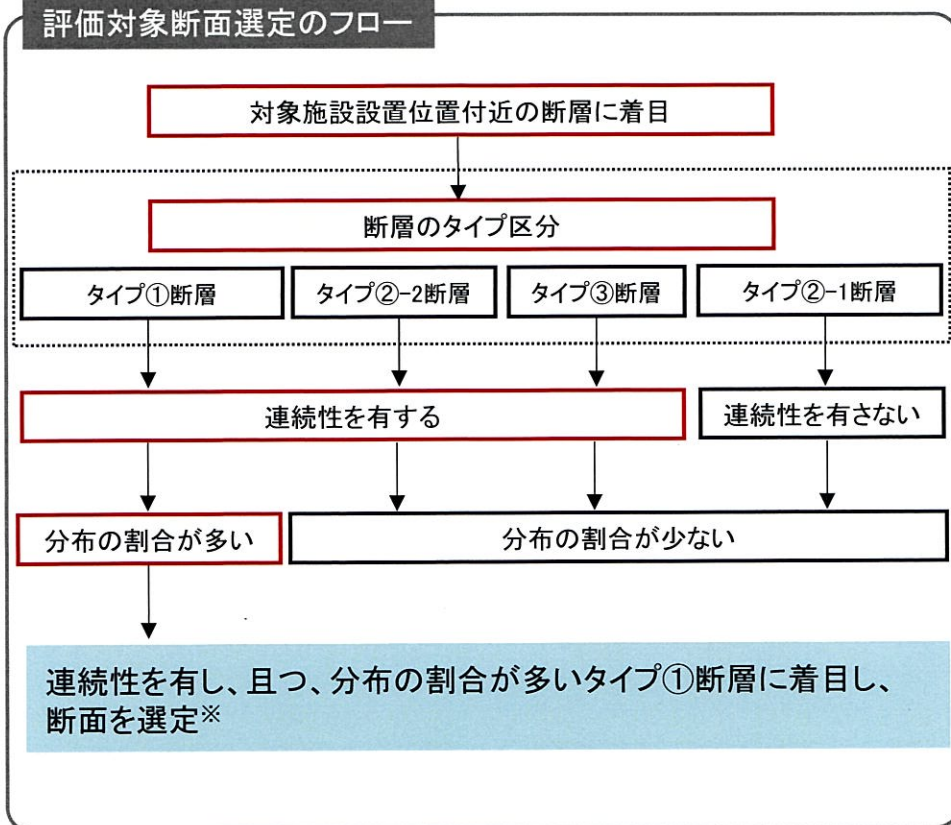 評価対象断面選定のフロー
対象施設設置位置付近の断層に着目
断層のタイプ区分
タイプ①断層
タイプ②-2断層
タイプ③断層
タイプ②-1断層
連続性を有する
連続性を有さない
分布の割合が多い
分布の割合が少ない
連続性を有し、且つ、分布の割合が多いタイプ①断層に着目し、
断面を選定※